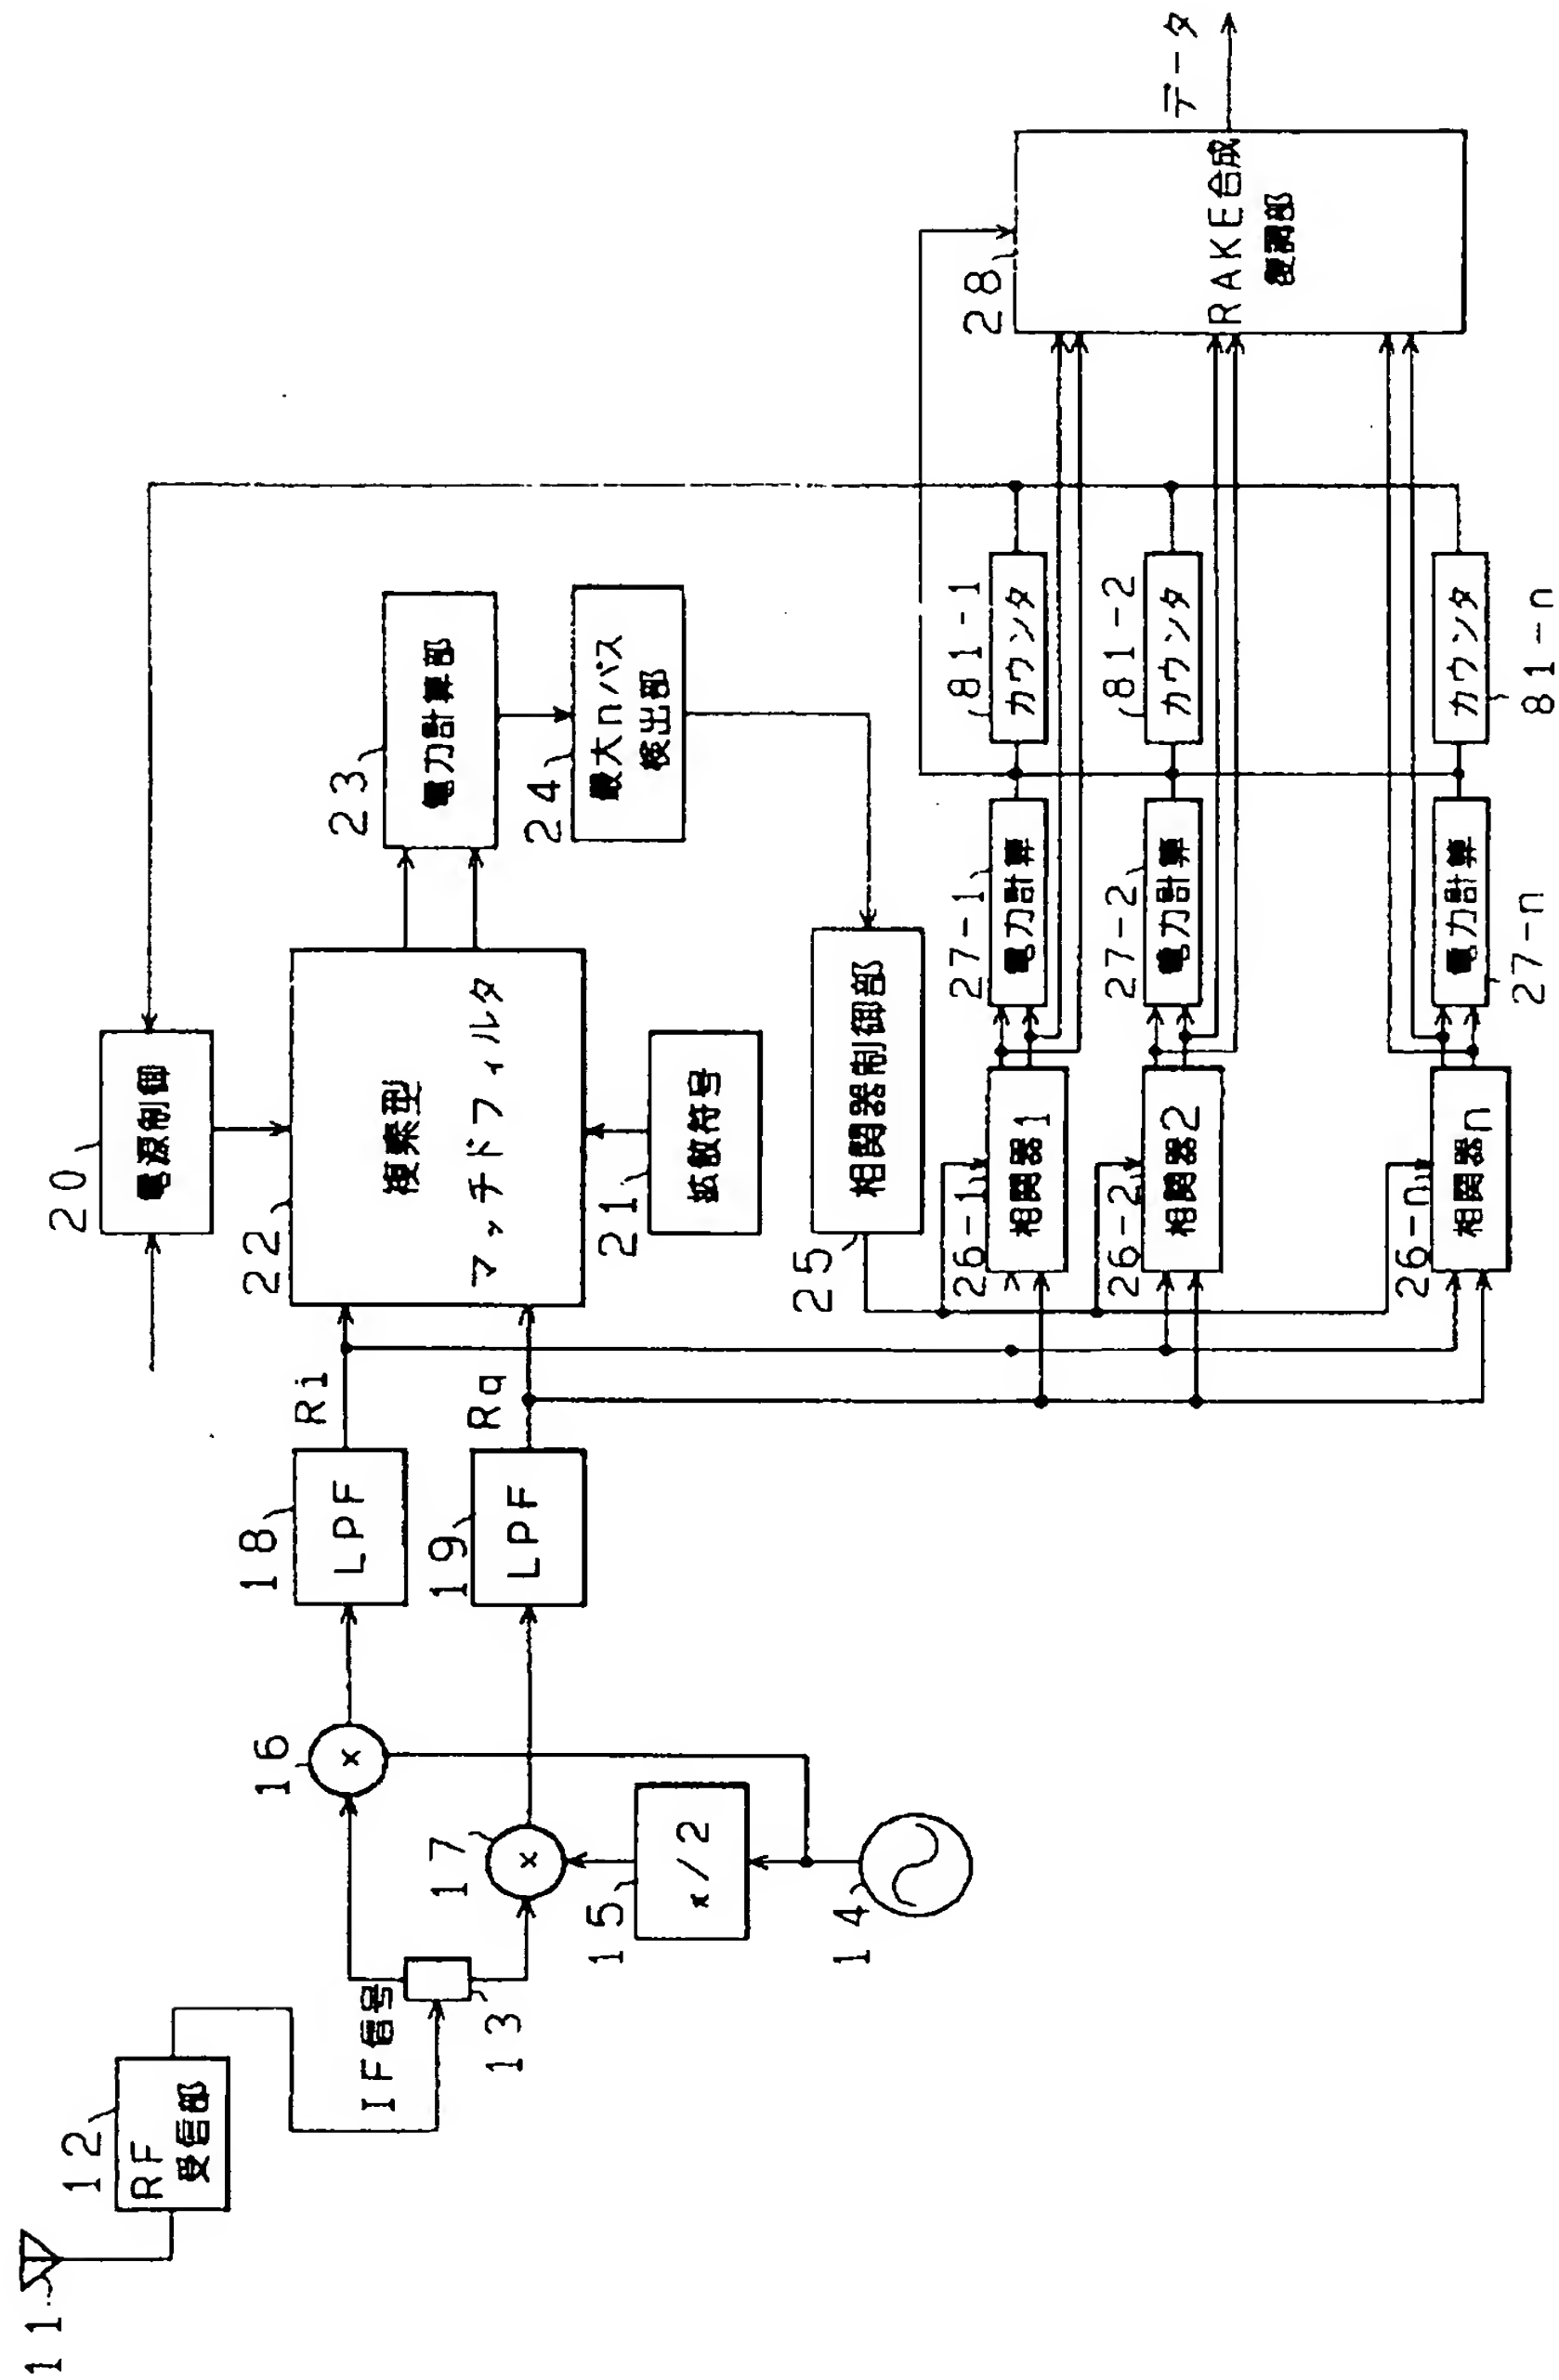 11
12
RF
受信部
IF信号
13
14
15
π/2
16
×
17
×
18
LPF
19
LPF
Ri
Rq
20
電源制御
22
複素型
マッチドフィルタ
21
拡散符号
23
電力計算部
24
最大nパス
検出部
25
相関器制御部
26-1
相関器1
26-2
相関器2
26-n
相関器n
27-1
電力計算
27-2
電力計算
27-n
電力計算
81-1
カウンタ
81-2
カウンタ
81-n
カウンタ
28
RAKE合成
復調部
データ